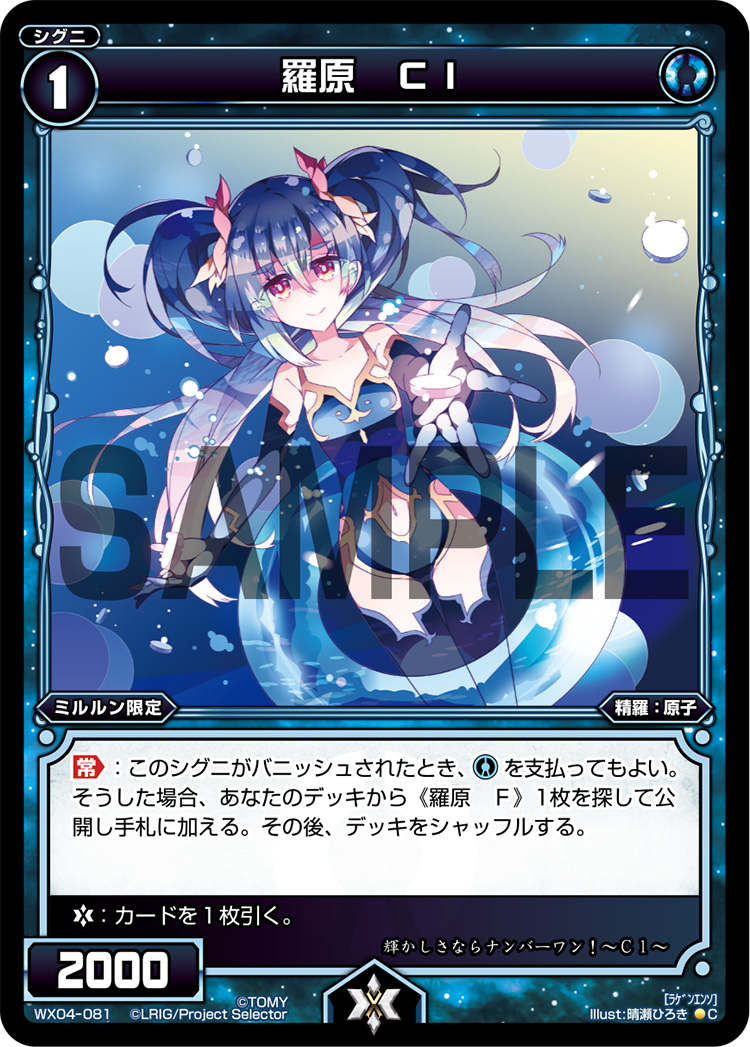 シグニ
1
羅原　Cl
SAMPLE
ミルルン限定
精羅：原子
常：このシグニがバニッシュされたとき、を支払ってもよい。
そうした場合、あなたのデッキから《羅原　F》1枚を探して公
開し手札に加える。その後、デッキをシャッフルする。
：カードを1枚引く。
輝かしさならナンバーワン！～Cl～
2000
©TOMY
WX04-081 ©LRIG/Project Selector
[ラゲンエンソ]
Illust:晴瀬ひろき C